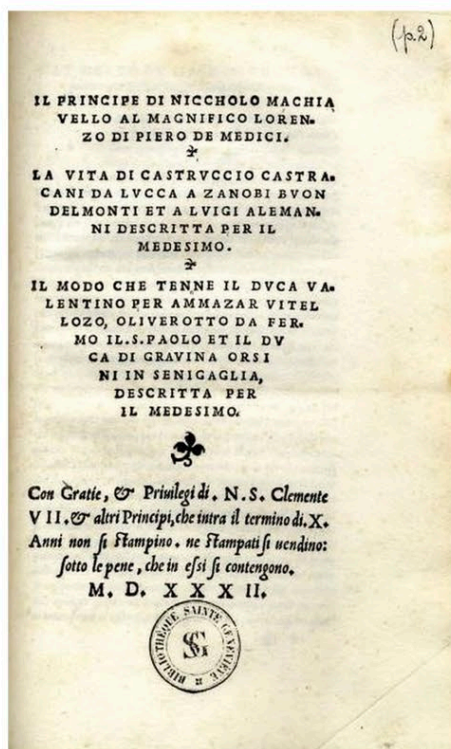 (p.2)
IL PRINCIPE DI NICCHOLO MACHIA
VELLO AL MAGNIFICO LOREN-
ZO DI PIERO DE MEDICI.
LA VITA DI CASTRVCCIO CASTRA-
CANI DA LVCCA A ZANOBI BVON
DELMONTI ET A LVIGI ALEMAN-
NI DESCRITTA PER IL
MEDESIMO.
IL MODO CHE TENNE IL DVCA VA-
LENTINO PER AMMAZAR VITEL
LOZO, OLIVEROTTO DA FER-
MO IL.S.PAOLO ET IL DV
CA DI GRAVINA ORSI
NI IN SENIGAGLIA,
DESCRITTA PER
IL MEDESIMO.
Con Gratie, & Priuilegi di. N.S. Clemente
VII. & altri Principi, che intra il termino di.X.
Anni non si Stampino. ne Stampati si uendino:
sotto le pene, che in essi si contengono.
M. D. X X X II.
BIBLIOTHÈQUE SAINTE GENEVIÈVE
SG